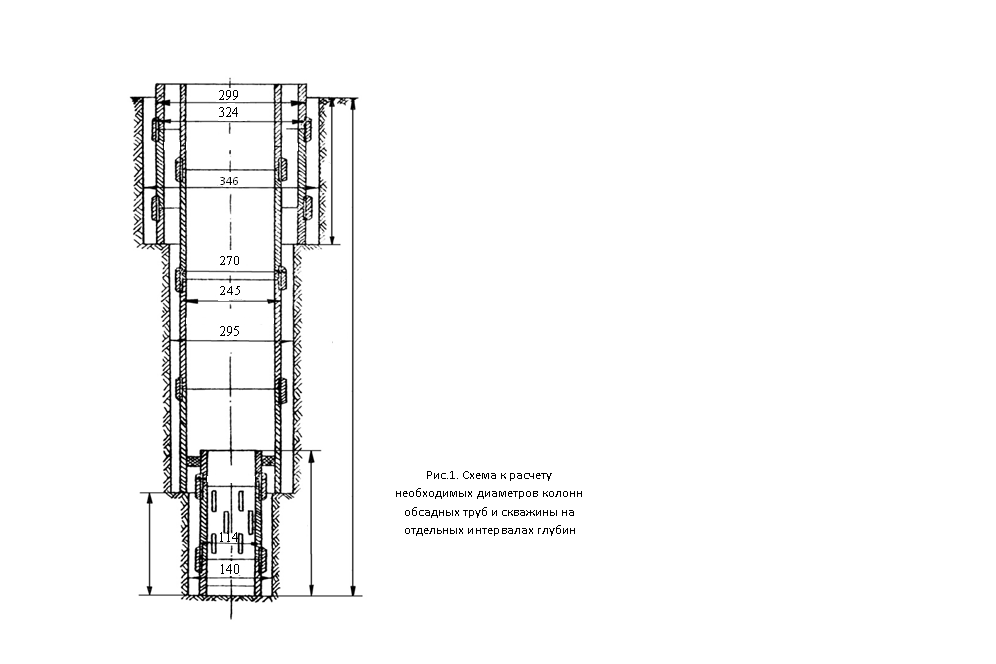 299
324
346
270
245
295
114
140
Рис.1. Схема к расчету
необходимых диаметров колонн
обсадных труб и скважины на
отдельных интервалах глубин